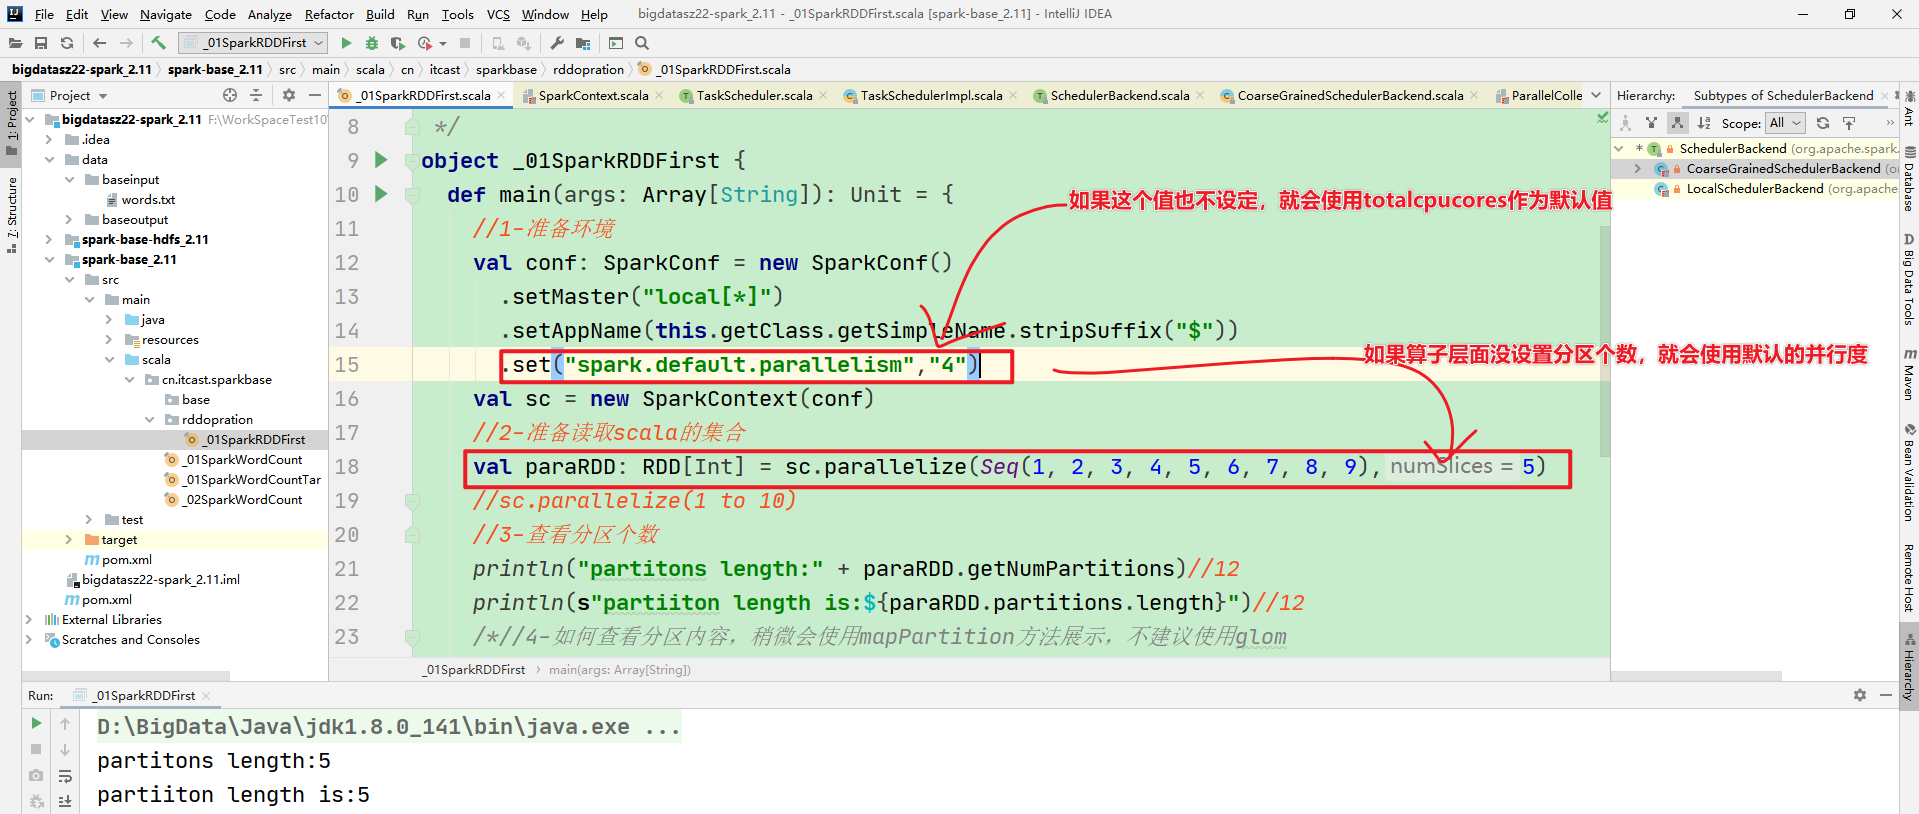 File Edit View Navigate Code Analyze Refactor Build Run Tools VCS Window Help bigdatasz22-spark_2.11 - _01SparkRDDFirst.scala [spark-base_2.11] - IntelliJ IDEA
_01SparkRDDFirst
bigdatasz22-spark_2.11 spark-base_2.11 src main scala cn itcast sparkbase rddopration _01SparkRDDFirst.scala
Project
_01SparkRDDFirst.scala SparkContext.scala TaskScheduler.scala TaskSchedulerImpl.scala SchedulerBackend.scala CoarseGrainedSchedulerBackend.scala ParallelColle
Hierarchy: Subtypes of SchedulerBackend
Scope: All
1: Project
7: Structure
bigdatasz22-spark_2.11 F:\WorkSpaceTest10\
.idea
data
baseinput
words.txt
baseoutput
spark-base-hdfs_2.11
spark-base_2.11
src
main
java
resources
scala
cn.itcast.sparkbase
base
rddopration
_01SparkRDDFirst
_01SparkWordCount
_01SparkWordCountTar
_02SparkWordCount
test
target
pom.xml
bigdatasz22-spark_2.11.iml
pom.xml
External Libraries
Scratches and Consoles
8 */
9 object _01SparkRDDFirst {
10 def main(args: Array[String]): Unit = {
如果这个值也不设定，就会使用totalcpucores作为默认值
11 //1-准备环境
12 val conf: SparkConf = new SparkConf()
13 .setMaster("local[*]")
14 .setAppName(this.getClass.getSimpleName.stripSuffix("$"))
15 .set("spark.default.parallelism","4")
如果算子层面没设置分区个数，就会使用默认的并行度
16 val sc = new SparkContext(conf)
17 //2-准备读取scala的集合
18 val paraRDD: RDD[Int] = sc.parallelize(Seq(1, 2, 3, 4, 5, 6, 7, 8, 9), numSlices = 5)
19 //sc.parallelize(1 to 10)
20 //3-查看分区个数
21 println("partitons length:" + paraRDD.getNumPartitions)//12
22 println(s"partiiton length is:${paraRDD.partitions.length}")//12
23 /*//4-如何查看分区内容，稍微会使用mapPartition方法展示，不建议使用glom
_01SparkRDDFirst main(args: Array[String])
SchedulerBackend (org.apache.spark.
CoarseGrainedSchedulerBackend (org
LocalSchedulerBackend (org.apache
Ant
Database
Big Data Tools
Maven
Bean Validation
Remote Host
Hierarchy
Run: _01SparkRDDFirst
D:\BigData\Java\jdk1.8.0_141\bin\java.exe ...
partitons length:5
partiiton length is:5